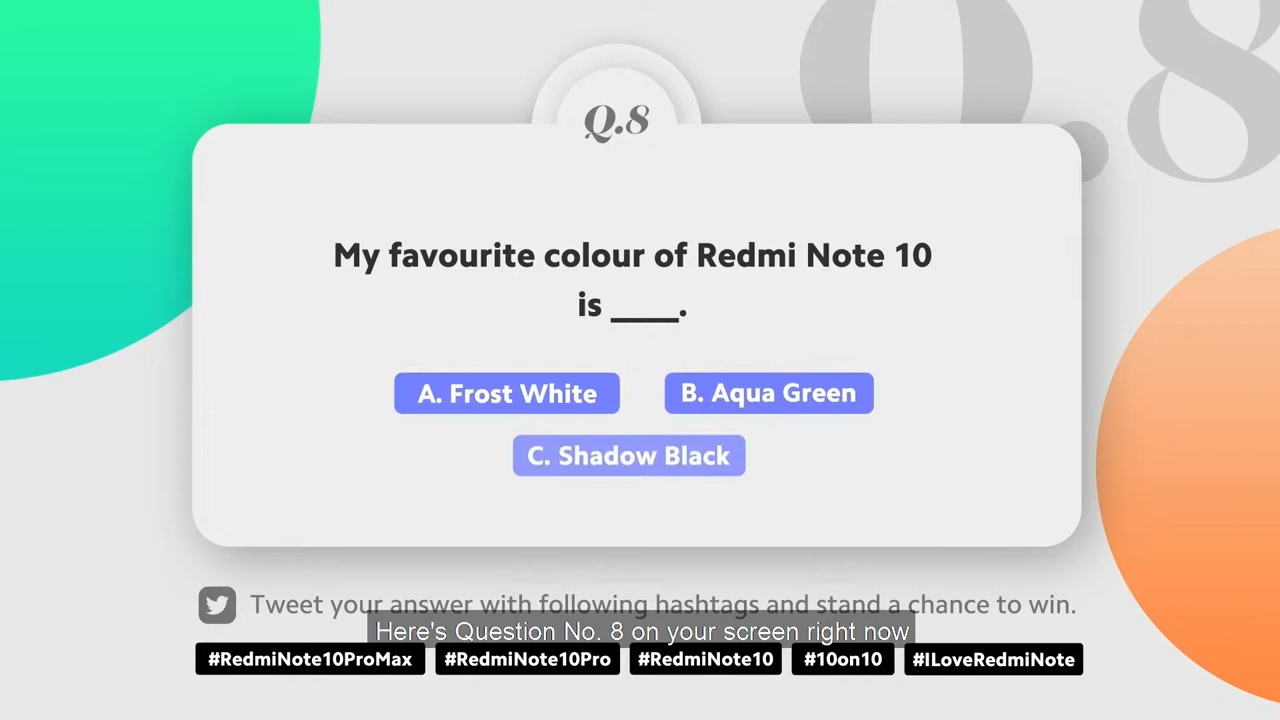 Q.8
Q.8
My favourite colour of Redmi Note 10
is ____.
A. Frost White
B. Aqua Green
C. Shadow Black
Tweet your answer with following hashtags and stand a chance to win.
Here's Question No. 8 on your screen right now
#RedmiNote10ProMax #RedmiNote10Pro #RedmiNote10 #10on10 #ILoveRedmiNote